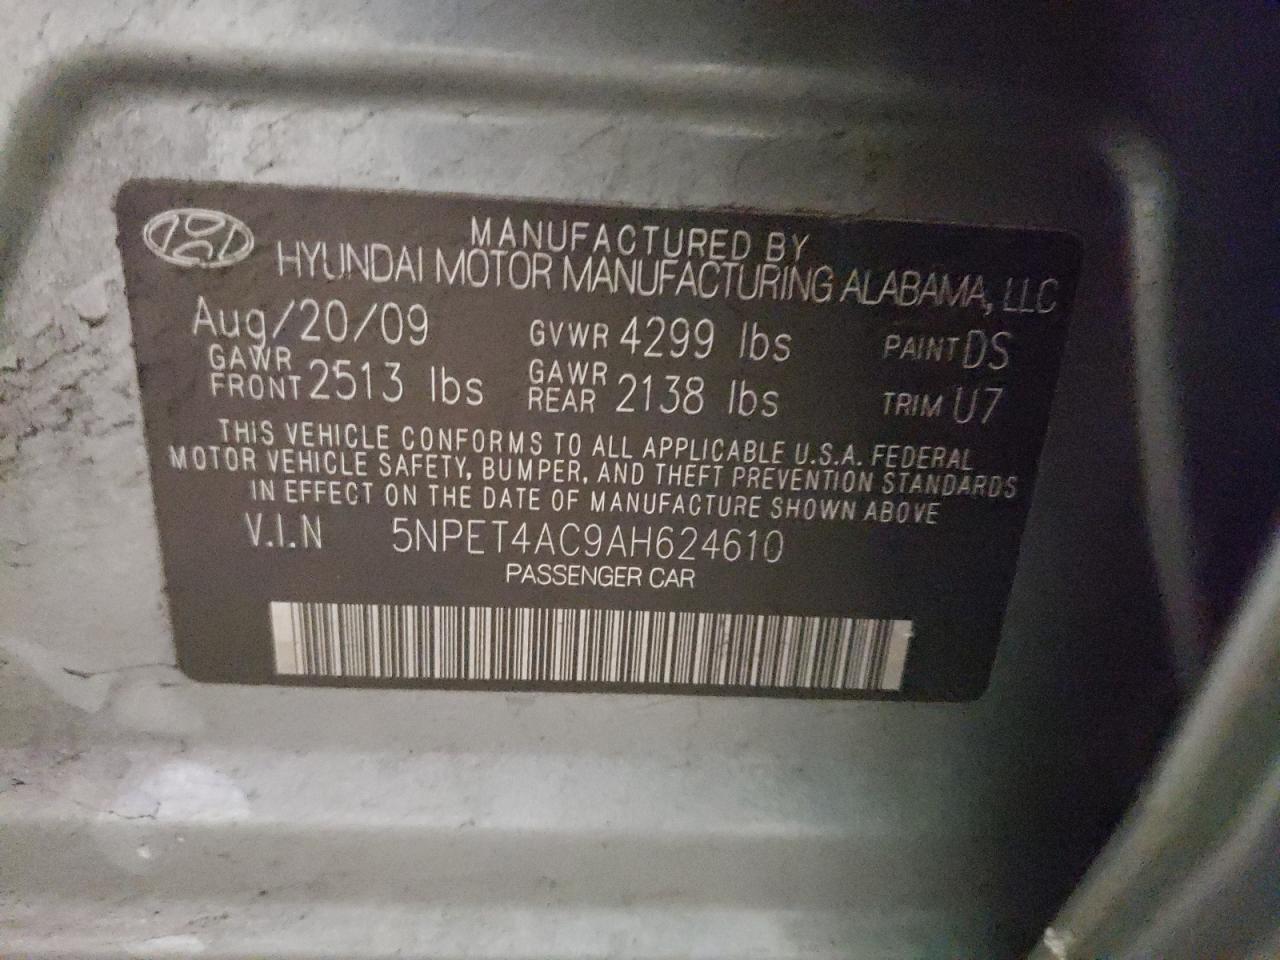 MANUFACTURED BY
HYUNDAI MOTOR MANUFACTURING ALABAMA, LLC
Aug/20/09 GVWR 4299 lbs PAINT DS
GAWR FRONT 2513 lbs GAWR REAR 2138 lbs TRIM U7
THIS VEHICLE CONFORMS TO ALL APPLICABLE U.S.A. FEDERAL
MOTOR VEHICLE SAFETY, BUMPER, AND THEFT PREVENTION STANDARDS
IN EFFECT ON THE DATE OF MANUFACTURE SHOWN ABOVE
V.I.N 5NPET4AC9AH624610
PASSENGER CAR